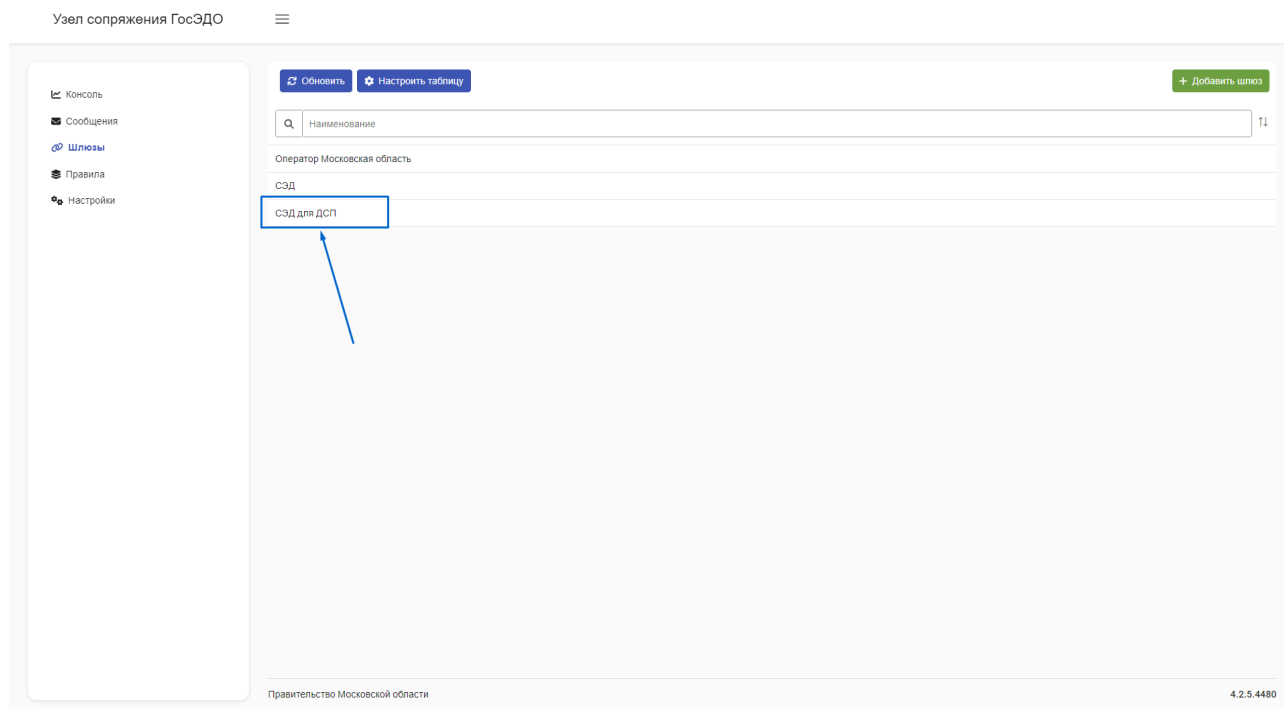 Узел сопряжения ГосЭДО
Консоль
Сообщения
Шлюзы
Правила
Настройки
Обновить Настроить таблицу + Добавить шлюз
Наименование
Оператор Московская область
СЭД
СЭД для ДСП
Правительство Московской области 4.2.5.4480